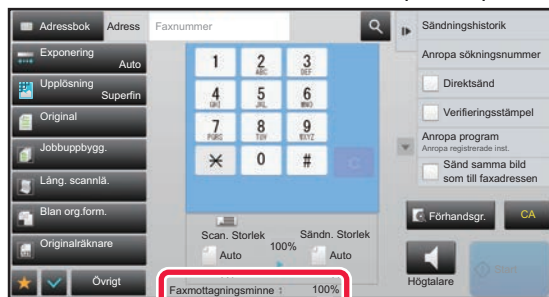 Adressbok
Adress
Faxnummer
Exponering
Auto
Upplösning
Superfin
Original
Jobbuppbygg.
Lång. scannlä.
Blan org.form.
Originalräknare
Övrigt
1
2
ABC
3
DEF
4
GHI
5
JKL
6
MNO
7
PQRS
8
TUV
9
WXYZ
0
#
C
Scan. Storlek
Sändn. Storlek
100%
Auto
Auto
Faxmottagningsminne : 100%
Sändningshistorik
Anropa sökningsnummer
Direktsänd
Verifieringsstämpel
Anropa program
Anropa registrerade inst.
Sänd samma bild
som till faxadressen
Förhandsgr.
CA
Högtalare
Start